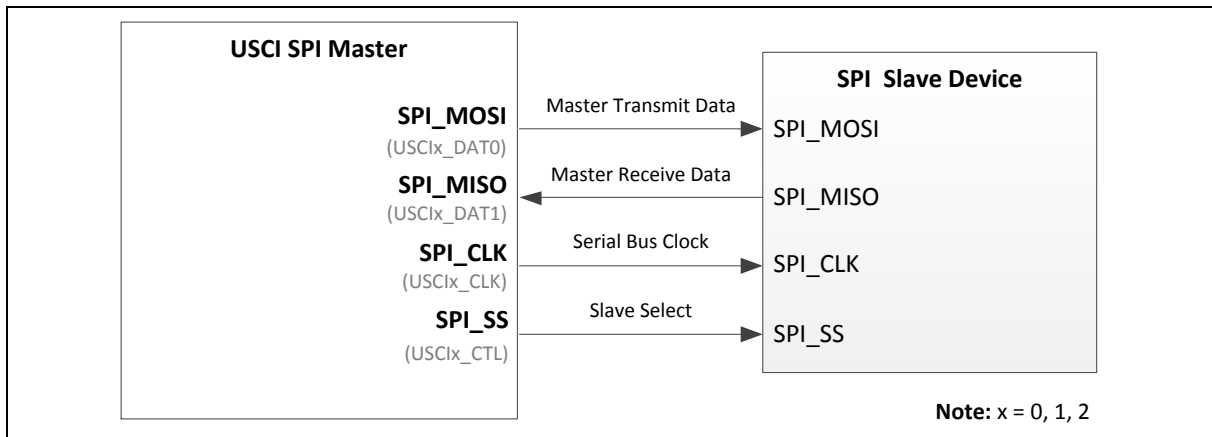 USCI SPI Master
SPI Slave Device
SPI_MOSI
(USCIx_DAT0)
Master Transmit Data
SPI_MOSI
SPI_MISO
(USCIx_DAT1)
Master Receive Data
SPI_MISO
SPI_CLK
(USCIx_CLK)
Serial Bus Clock
SPI_CLK
SPI_SS
(USCIx_CTL)
Slave Select
SPI_SS
Note: x = 0, 1, 2